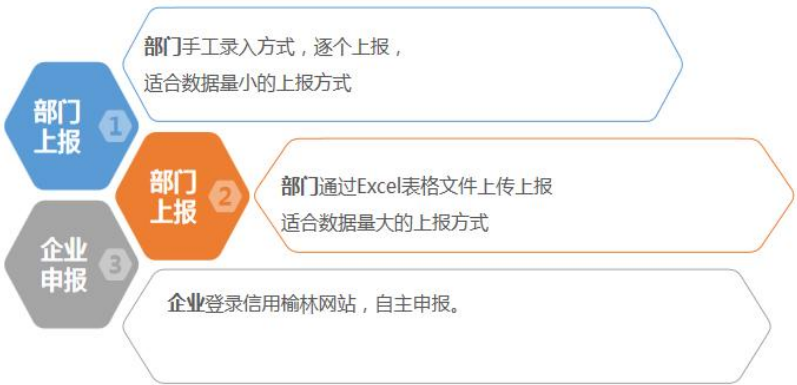 部门手工录入方式，逐个上报，
适合数据量小的上报方式
部门
上报
1
部门
上报
2
部门通过Excel表格文件上传上报
适合数据量大的上报方式
企业
申报
3
企业登录信用榆林网站，自主申报。